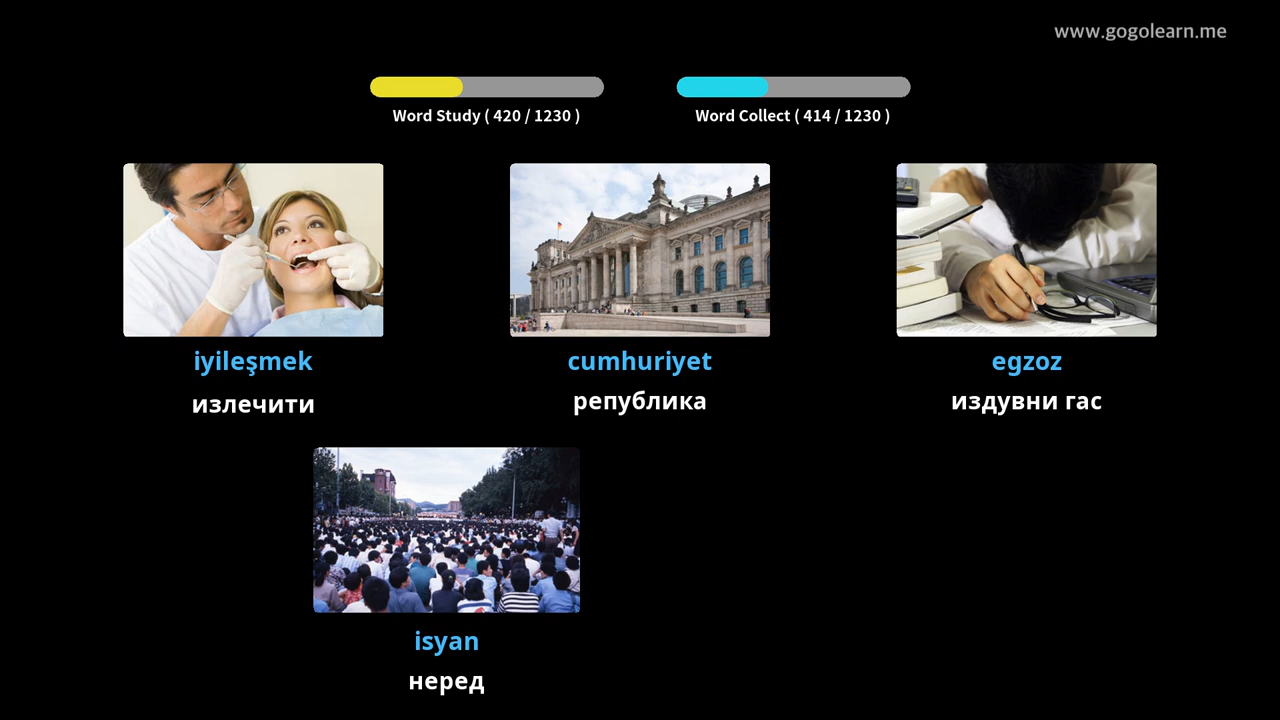 www.gogolearn.me
Word Study ( 420 / 1230 )
Word Collect ( 414 / 1230 )
iyileşmek
излечити
cumhuriyet
република
egzoz
издувни гас
isyan
неред